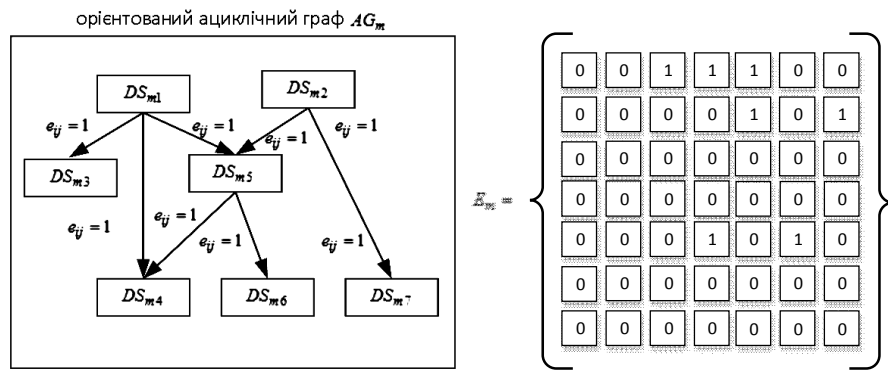 орієнтований ациклічний граф AGₘ
DSₘ₁
DSₘ₂
eᵢⱼ = 1
eᵢⱼ = 1
eᵢⱼ = 1
DSₘ₃
DSₘ₅
eᵢⱼ = 1
eᵢⱼ = 1
eᵢⱼ = 1
eᵢⱼ = 1
eᵢⱼ = 1
DSₘ₄
DSₘ₆
DSₘ₇
Eₘ =
0 0 1 1 1 0 0
0 0 0 0 1 0 1
0 0 0 0 0 0 0
0 0 0 0 0 0 0
0 0 0 1 0 1 0
0 0 0 0 0 0 0
0 0 0 0 0 0 0